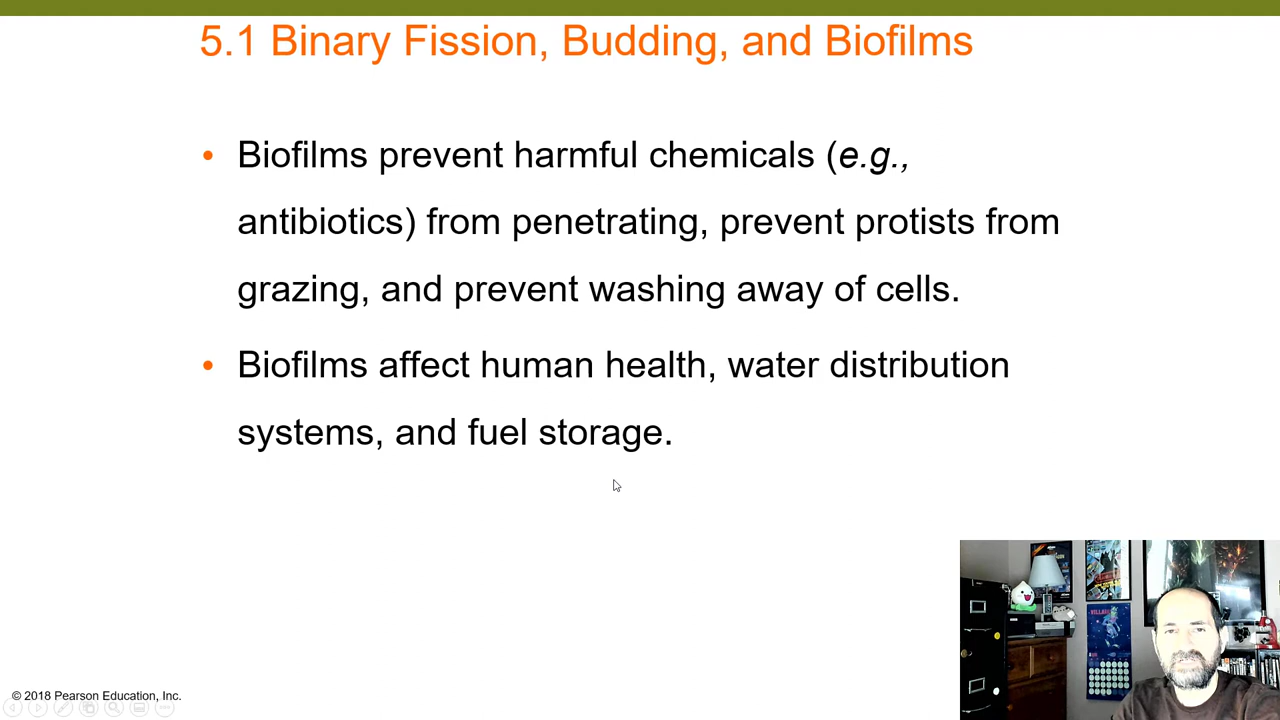 5.1 Binary Fission, Budding, and Biofilms
• Biofilms prevent harmful chemicals (e.g.,
antibiotics) from penetrating, prevent protists from
grazing, and prevent washing away of cells.
• Biofilms affect human health, water distribution
systems, and fuel storage.
© 2018 Pearson Education, Inc.